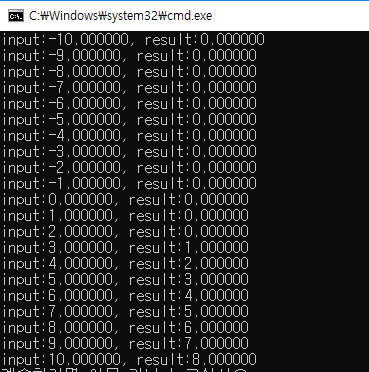 C:₩Windows₩system32₩cmd.exe
input:-10.000000, result:0.000000
input:-9.000000, result:0.000000
input:-8.000000, result:0.000000
input:-7.000000, result:0.000000
input:-6.000000, result:0.000000
input:-5.000000, result:0.000000
input:-4.000000, result:0.000000
input:-3.000000, result:0.000000
input:-2.000000, result:0.000000
input:-1.000000, result:0.000000
input:0.000000, result:0.000000
input:1.000000, result:0.000000
input:2.000000, result:0.000000
input:3.000000, result:1.000000
input:4.000000, result:2.000000
input:5.000000, result:3.000000
input:6.000000, result:4.000000
input:7.000000, result:5.000000
input:8.000000, result:6.000000
input:9.000000, result:7.000000
input:10.000000, result:8.000000